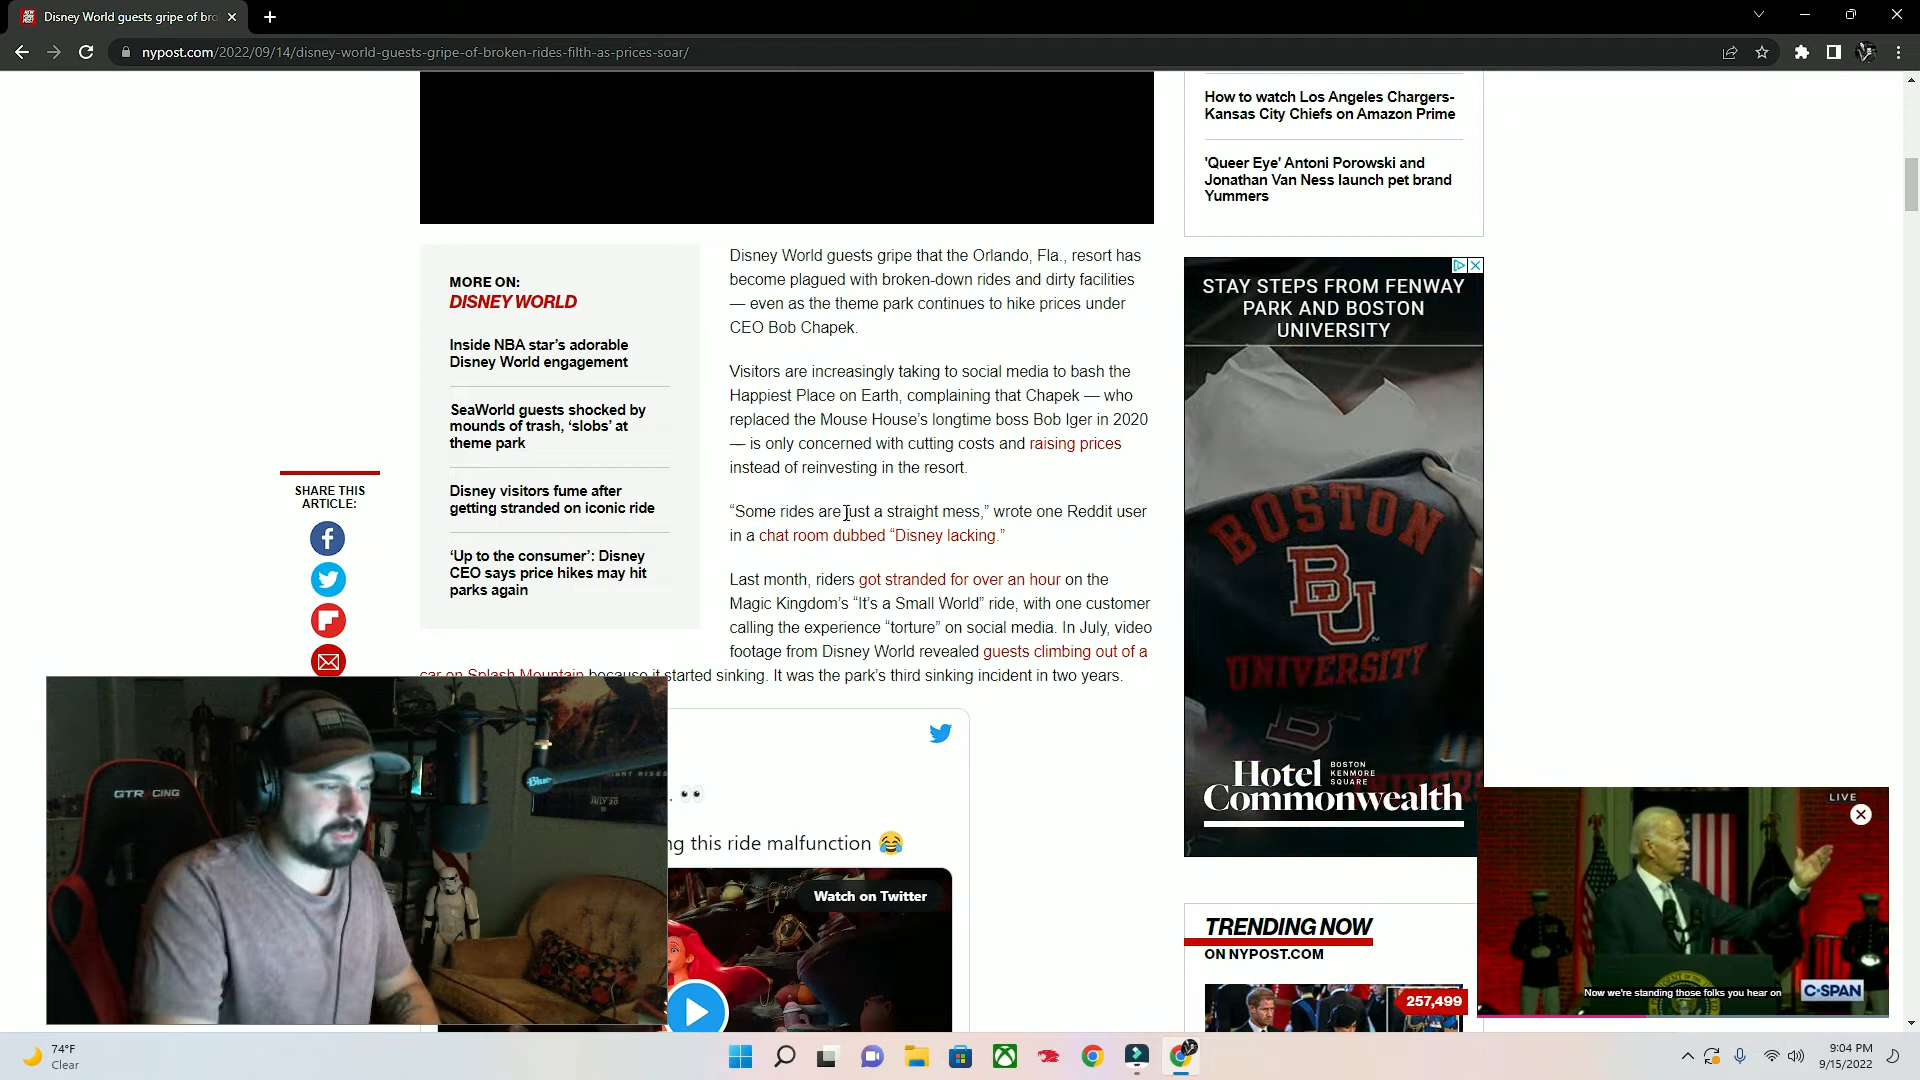 Disney World guests gripe of bro
nypost.com/2022/09/14/disney-world-guests-gripe-of-broken-rides-filth-as-prices-soar/
How to watch Los Angeles Chargers-
Kansas City Chiefs on Amazon Prime
'Queer Eye' Antoni Porowski and
Jonathan Van Ness launch pet brand
Yummers
MORE ON:
DISNEY WORLD
Inside NBA star's adorable
Disney World engagement
SeaWorld guests shocked by
mounds of trash, 'slobs' at
theme park
Disney visitors fume after
getting stranded on iconic ride
'Up to the consumer': Disney
CEO says price hikes may hit
parks again
SHARE THIS
ARTICLE:
Disney World guests gripe that the Orlando, Fla., resort has
become plagued with broken-down rides and dirty facilities
— even as the theme park continues to hike prices under
CEO Bob Chapek.
Visitors are increasingly taking to social media to bash the
Happiest Place on Earth, complaining that Chapek — who
replaced the Mouse House's longtime boss Bob Iger in 2020
— is only concerned with cutting costs and raising prices
instead of reinvesting in the resort.
“Some rides are just a straight mess,” wrote one Reddit user
in a chat room dubbed “Disney lacking.”
Last month, riders got stranded for over an hour on the
Magic Kingdom's “It's a Small World” ride, with one customer
calling the experience “torture” on social media. In July, video
footage from Disney World revealed guests climbing out of a
car on Splash Mountain because it started sinking. It was the park's third sinking incident in two years.
ng this ride malfunction 😂
Watch on Twitter
STAY STEPS FROM FENWAY
PARK AND BOSTON
UNIVERSITY
BOSTON
BU
UNIVERSITY
Hotel BOSTON KENMORE SQUARE
Commonwealth
TRENDING NOW
ON NYPOST.COM
257,499
LIVE
Now we're standing those folks you hear on
C-SPAN
GTR CING
Blue
JULY 20
74°F
Clear
9:04 PM
9/15/2022